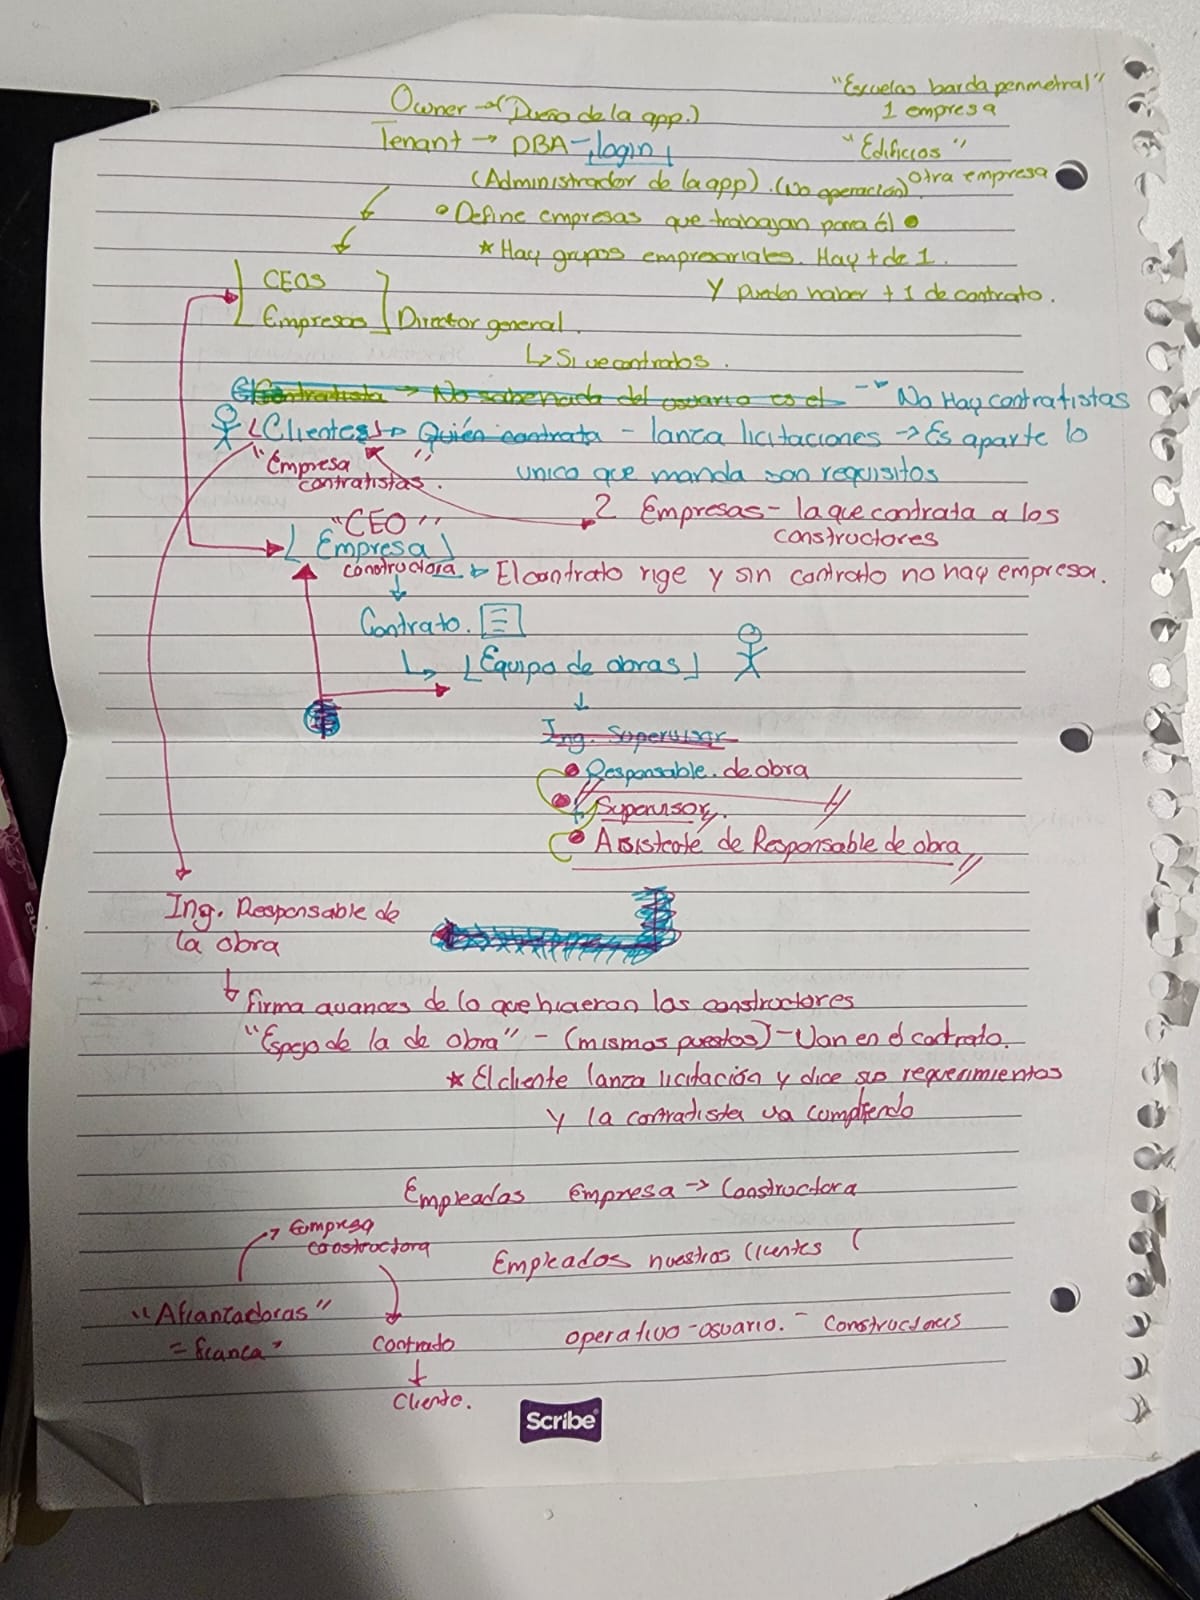 "Escuelas barda perimetral"
1 empresa
Owner → (Dueño de la app.)
Tenant → DBA - login
"Edificios"
otra empresa
(Administrador de la app). (No operación)
• Define empresas que trabajan para él •
* Hay grupos empresariales. Hay + de 1.
Y pueden haber + 1 de contrato.
CEOS
Empresas
Director general.
↳ Si ve contratos.
Contratista → No sabe nada del usuario es el
→ No Hay contratistas
(Clientes) → Quién contrata - lanza licitaciones → Es aparte lo
unico que manda son requisitos
"Empresa
contratistas."
2 Empresas - la que contrata a los
constructores
"CEO"
Empresa
constructora → El contrato rige y sin contrato no hay empresa.
Contrato.
↳ [Equipo de obras]
Ing. Supervisar
• Responsable de obra
• Supervisor
• Asistente de Responsable de obra
Ing. Responsable de
la obra
↳ firma avances de lo que hicieron las constructores
"Espejo de la de obra" - (mismos puestos) - Van en el contrato.
* El cliente lanza licitación y dice sus requerimientos
y la contratista va cumpliendo
Empleados empresa → Constructora
→ Empresa
constructora
Empleados nuestros clientes (
"Afianzadoras"
= fianza"
Contrado
operativo - usuario. - Constructores
Cliente.
Scribe